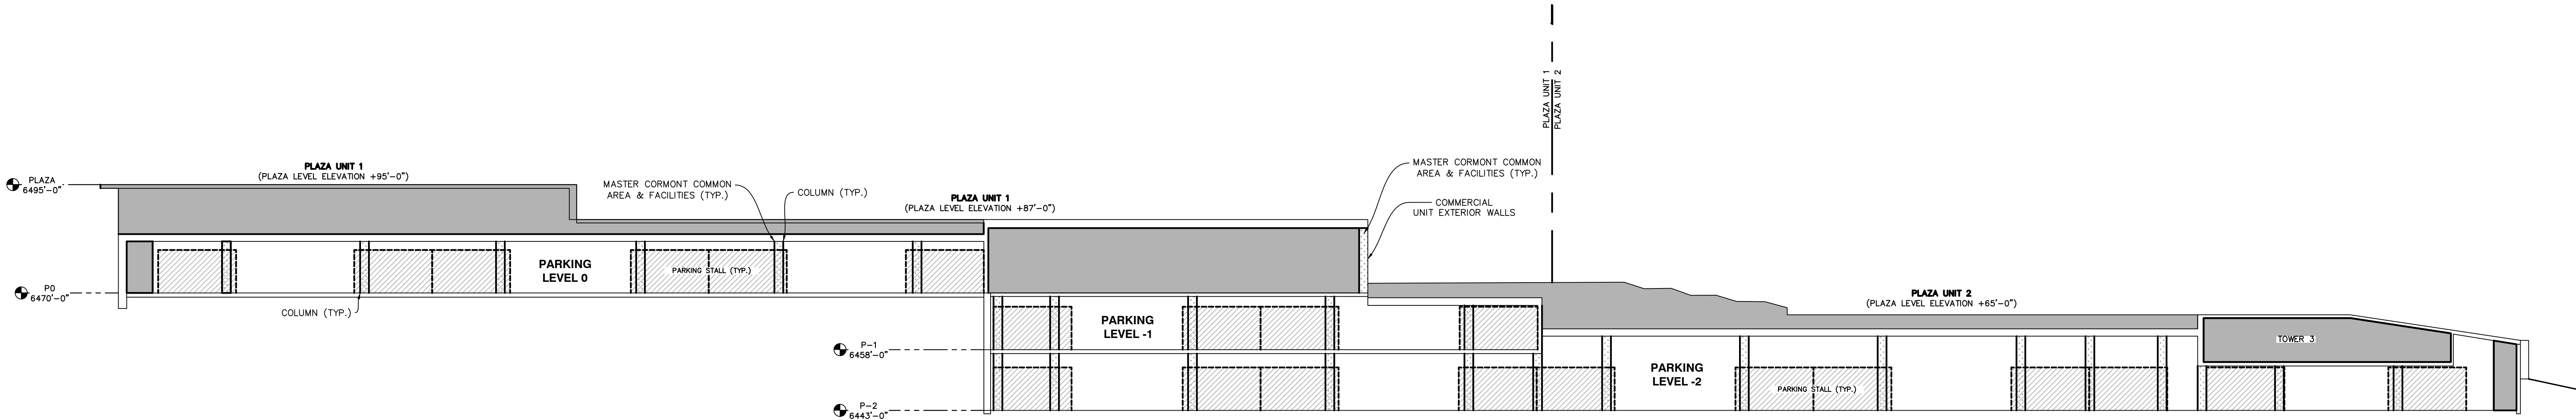 PLAZA UNIT 1
PLAZA UNIT 2
PLAZA UNIT 1
(PLAZA LEVEL ELEVATION +95'-0")
PLAZA
6495'-0"
MASTER CORMONT COMMON
AREA & FACILITIES (TYP.)
COLUMN (TYP.)
PLAZA UNIT 1
(PLAZA LEVEL ELEVATION +87'-0")
MASTER CORMONT COMMON
AREA & FACILITIES (TYP.)
COMMERCIAL
UNIT EXTERIOR WALLS
PARKING
LEVEL 0
PARKING STALL (TYP.)
P0
6470'-0"
COLUMN (TYP.)
PLAZA UNIT 2
(PLAZA LEVEL ELEVATION +65'-0")
PARKING
LEVEL -1
P-1
6458'-0"
TOWER 3
PARKING
LEVEL -2
PARKING STALL (TYP.)
P-2
6443'-0"